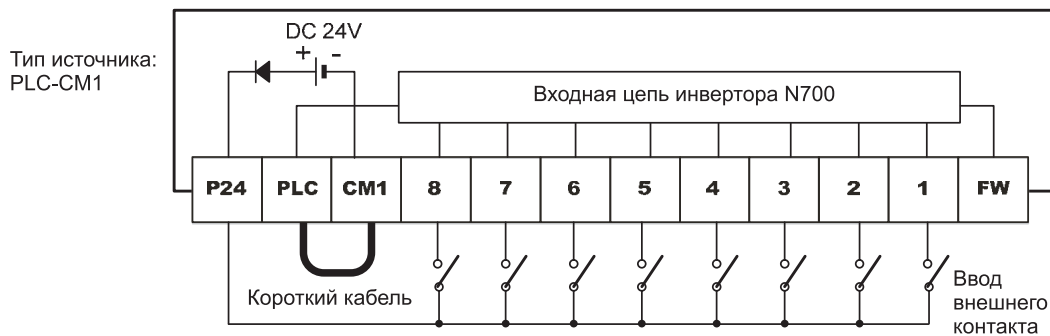 DC 24V
+ -
Тип источника:
PLC-CM1
Входная цепь инвертора N700
P24 PLC CM1 8 7 6 5 4 3 2 1 FW
Короткий кабель
Ввод
внешнего
контакта